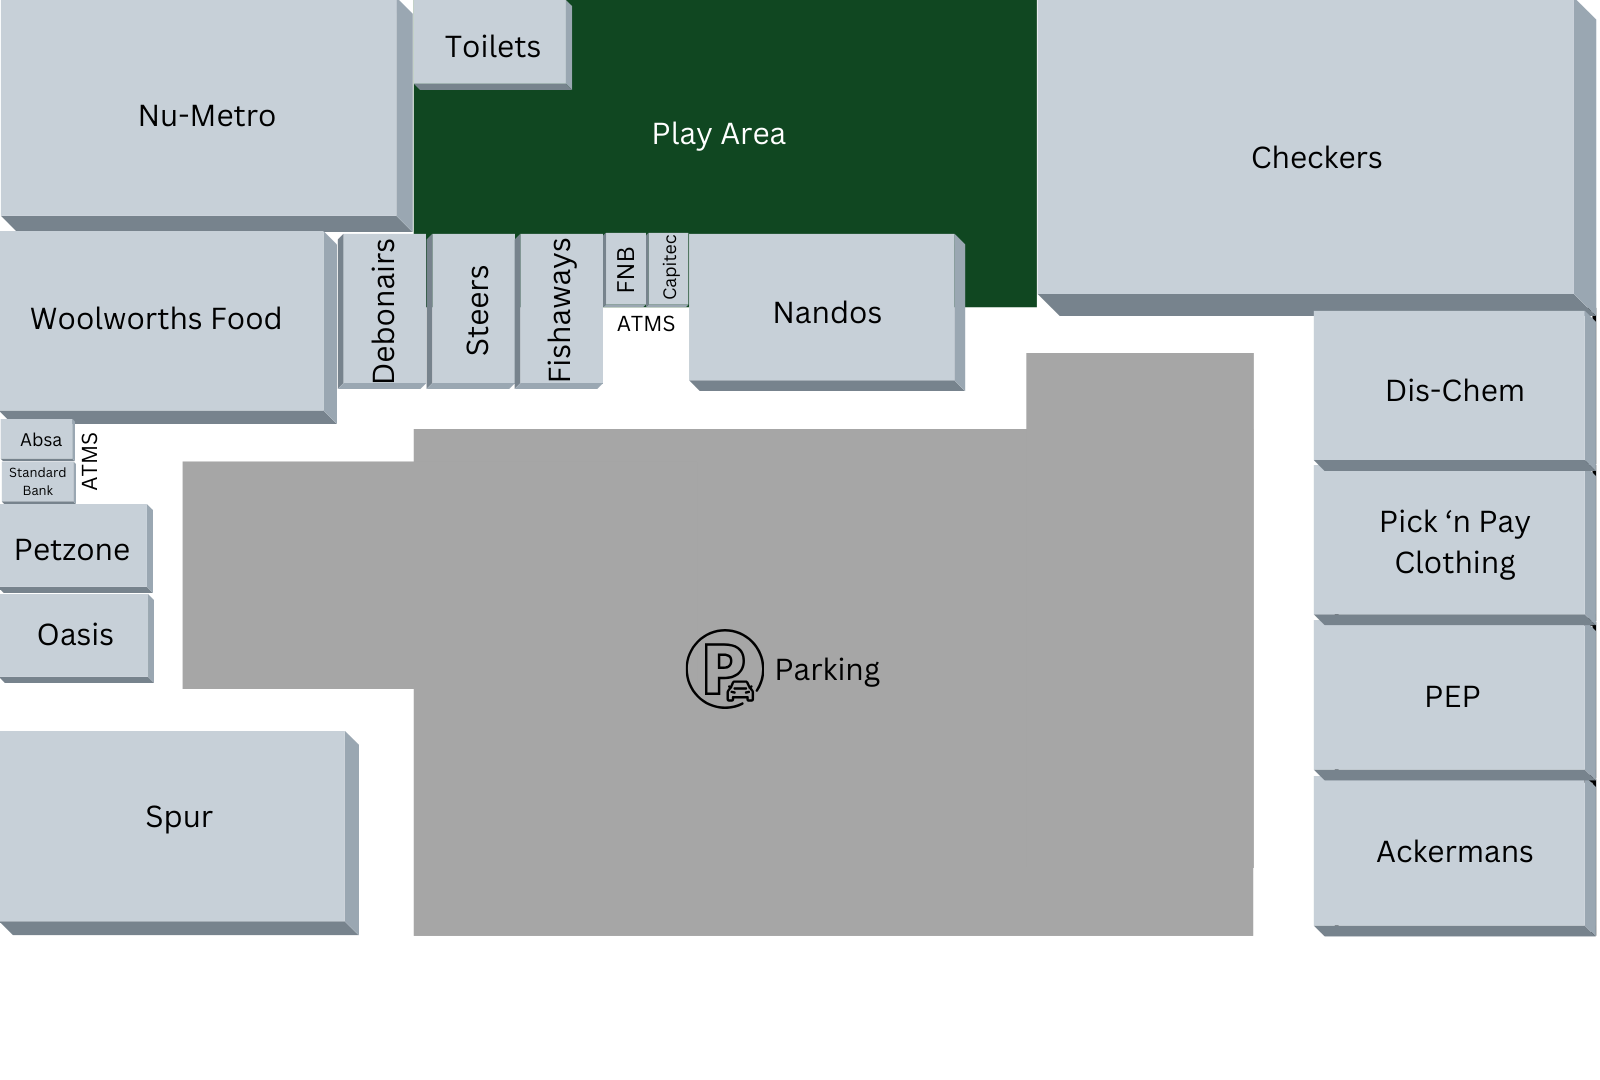 Toilets
Nu-Metro
Play Area
Checkers
Woolworths Food
Debonairs
Steers
Fishaways
FNB
Capitec
ATMS
Nandos
Dis-Chem
Absa
Standard
Bank
ATMS
Petzone
Oasis
Pick ‘n Pay
Clothing
P
Parking
PEP
Spur
Ackermans